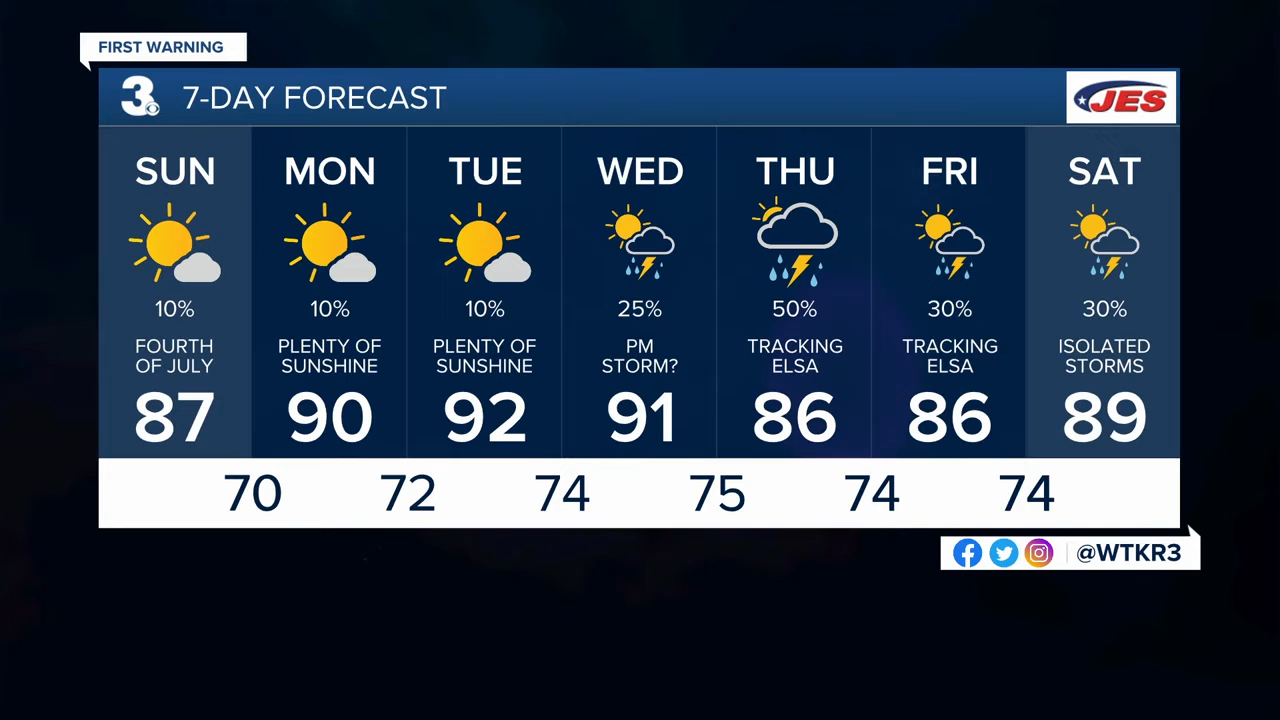 FIRST WARNING
3 7-DAY FORECAST JES
SUN MON TUE WED THU FRI SAT
10% 10% 10% 25% 50% 30% 30%
FOURTH PLENTY OF PLENTY OF PM TRACKING TRACKING ISOLATED
OF JULY SUNSHINE SUNSHINE STORM? ELSA ELSA STORMS
87 90 92 91 86 86 89
70 72 74 75 74 74
@WTKR3